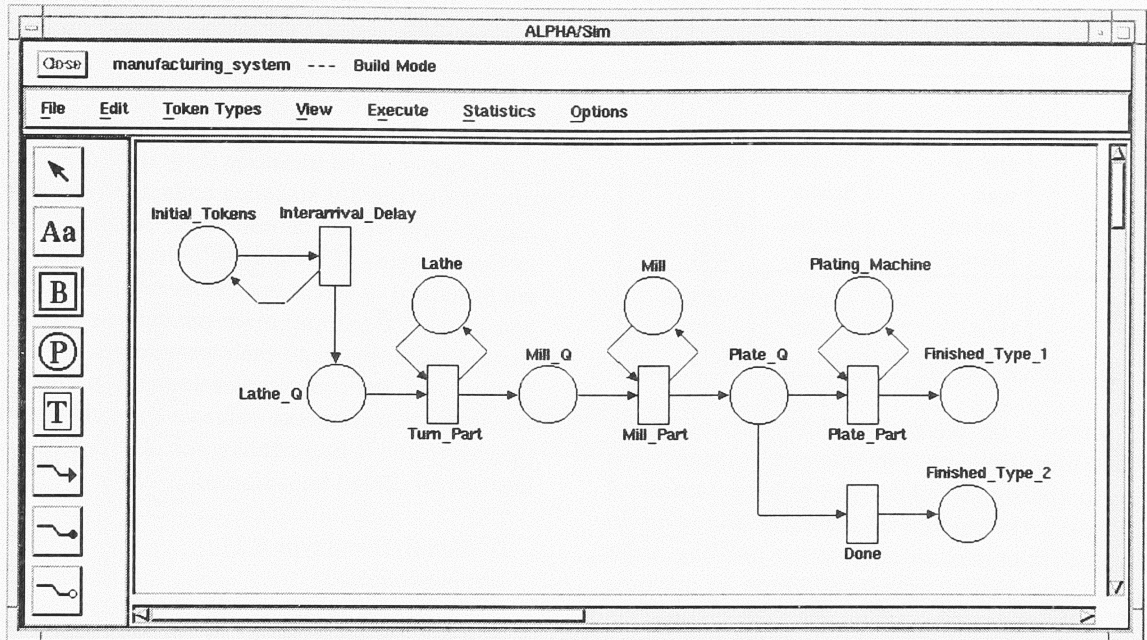 ALPHA/Sim
Close manufacturing_system --- Build Mode
File Edit Token Types View Execute Statistics Options
Aa
B
P
T
Initial_Tokens Interarrival_Delay
Lathe Mill Plating_Machine
Mill_Q Plate_Q Finished_Type_1
Lathe_Q
Turn_Part Mill_Part Plate_Part
Finished_Type_2
Done